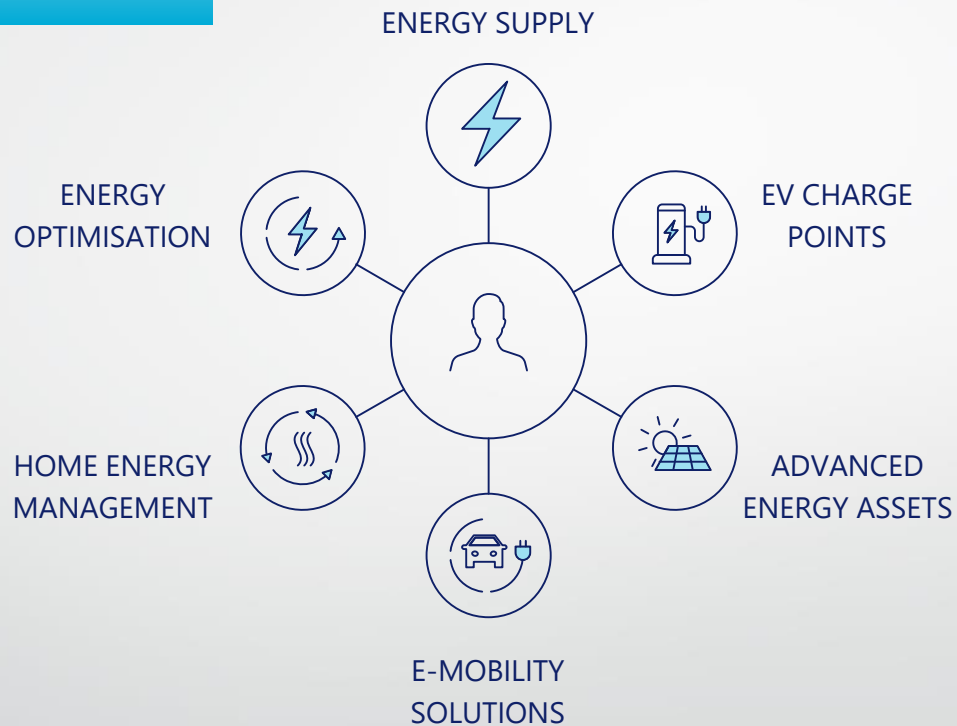 ENERGY SUPPLY
ENERGY
OPTIMISATION
EV CHARGE
POINTS
HOME ENERGY
MANAGEMENT
ADVANCED
ENERGY ASSETS
E-MOBILITY
SOLUTIONS